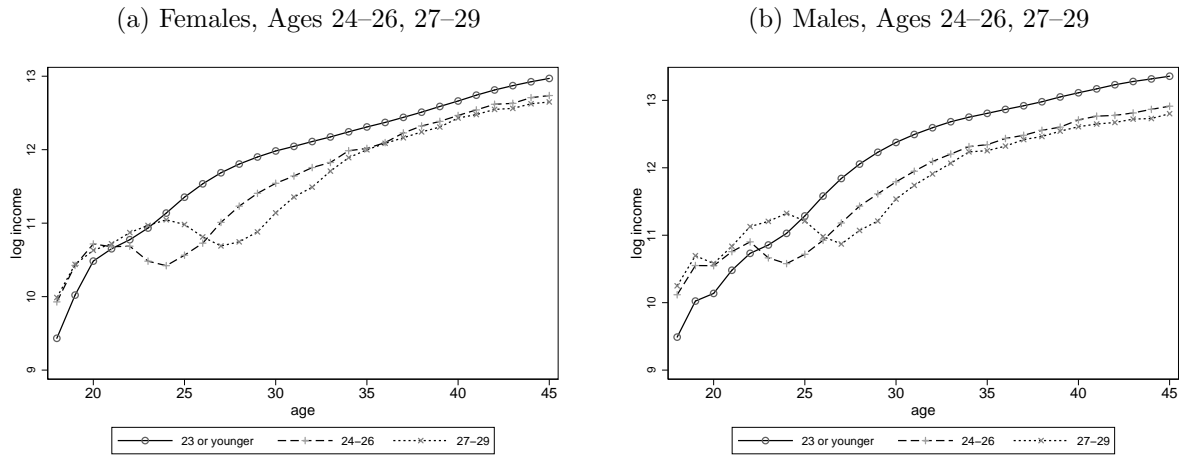 (a) Females, Ages 24–26, 27–29
13
12
11
10
9
log income
20 25 30 35 40 45
age
23 or younger 24−26 27−29
(b) Males, Ages 24–26, 27–29
13
12
11
10
9
log income
20 25 30 35 40 45
age
23 or younger 24−26 27−29